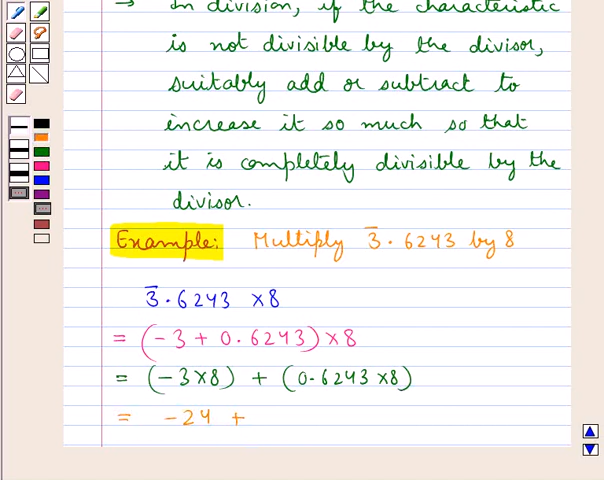 → In division, if the characteristic
is not divisible by the divisor,
suitably add or subtract to
increase it so much so that
it is completely divisible by the
divisor.
Example: Multiply 3̅.6243 by 8
3̅.6243 ×8
= (-3 + 0.6243) ×8
= (-3×8) + (0.6243×8)
= -24 +